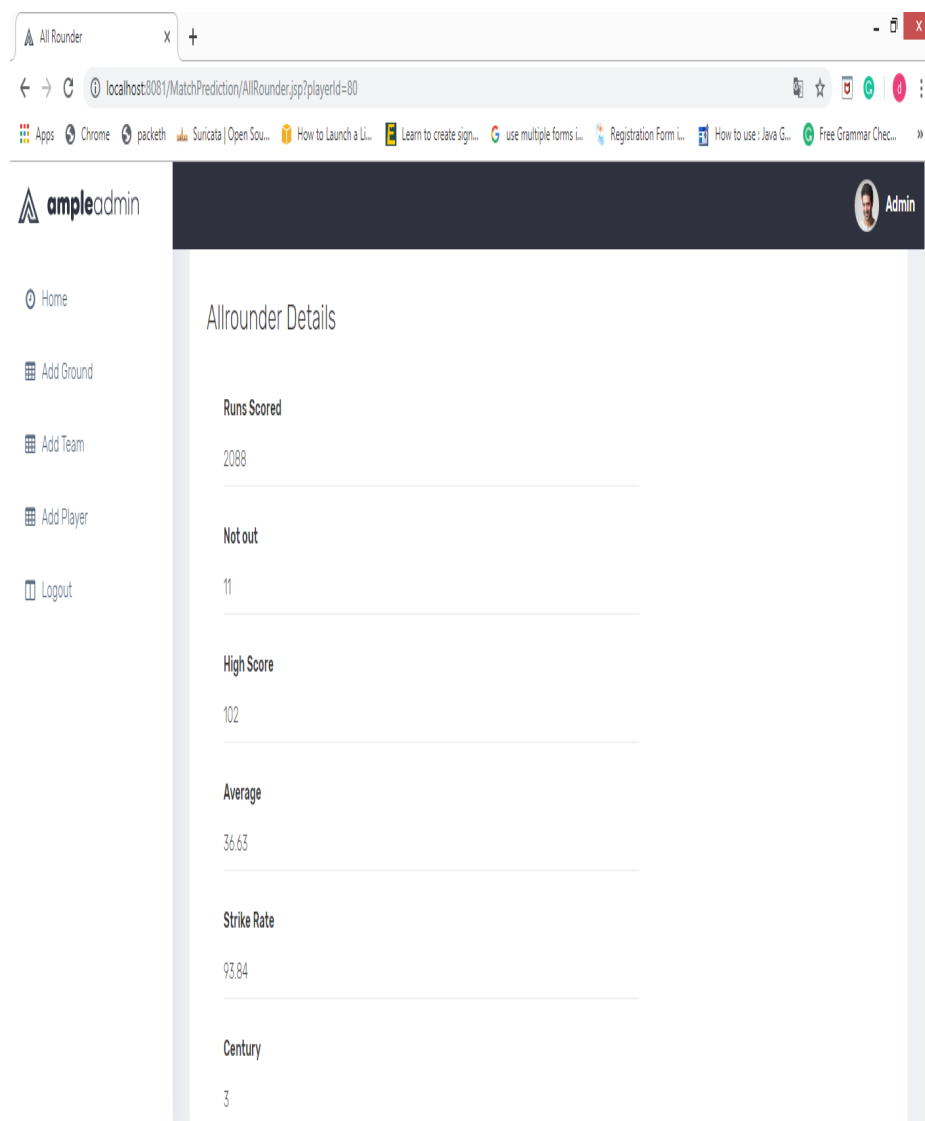 All Rounder
localhost:8081/MatchPrediction/AllRounder.jsp?playerId=80
Apps Chrome packeth Suricata | Open Sou... How to Launch a Li... Learn to create sign... use multiple forms i... Registration Form i... How to use : Java G... Free Grammar Chec... »
ampleadmin
Admin
Home
Add Ground
Add Team
Add Player
Logout
Allrounder Details
Runs Scored
2088
Not out
11
High Score
102
Average
36.63
Strike Rate
93.84
Century
3